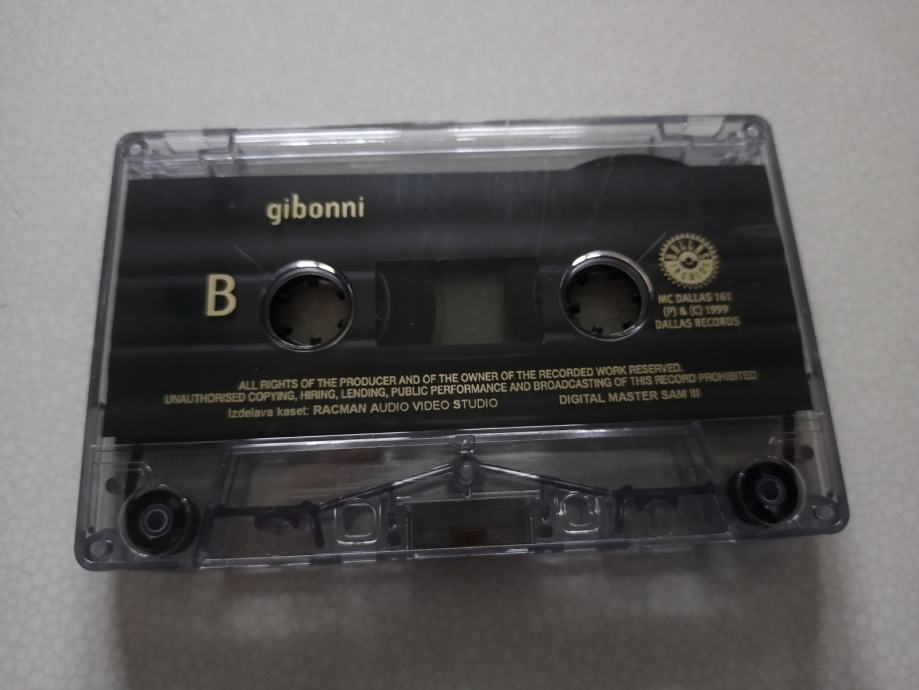 gibonni
B
DALLAS
RECORDS
MC DALLAS 161
(P) & (C) 1999
DALLAS RECORDS
ALL RIGHTS OF THE PRODUCER AND OF THE OWNER OF THE RECORDED WORK RESERVED.
UNAUTHORISED COPYING, HIRING, LENDING, PUBLIC PERFORMANCE AND BROADCASTING OF THIS RECORD PROHIBITED
Izdelava kaset: RACMAN AUDIO VIDEO STUDIO DIGITAL MASTER SAM III